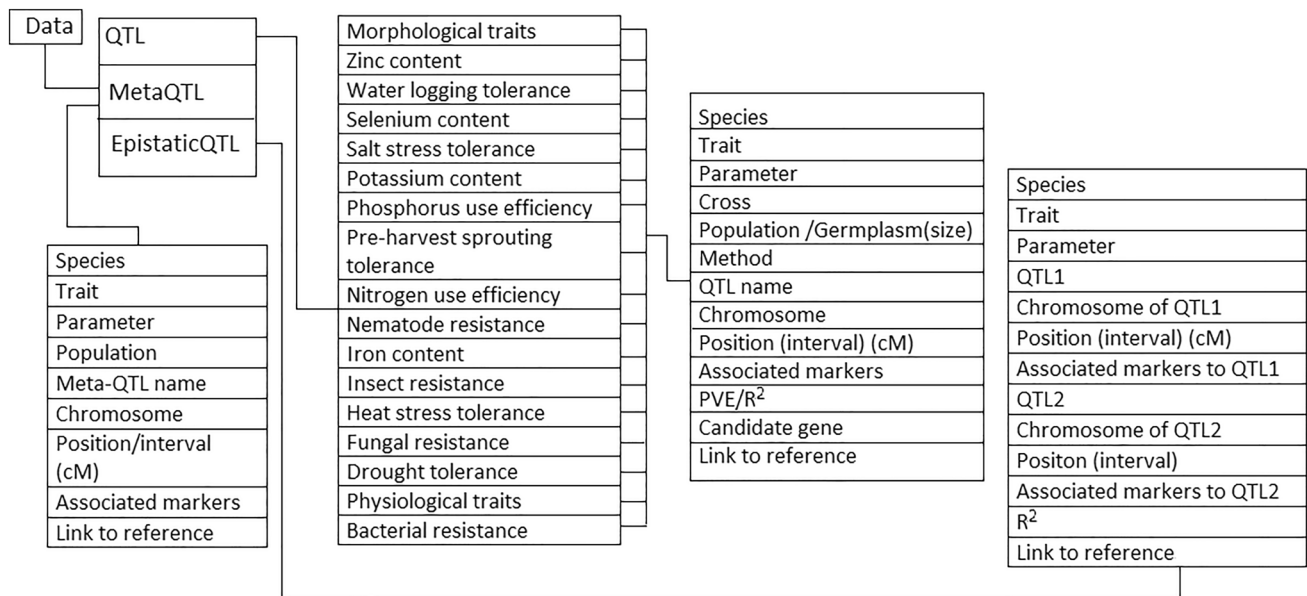 Data
QTL
MetaQTL
EpistaticQTL
Species
Trait
Parameter
Population
Meta-QTL name
Chromosome
Position/interval
(cM)
Associated markers
Link to reference
Morphological traits
Zinc content
Water logging tolerance
Selenium content
Salt stress tolerance
Potassium content
Phosphorus use efficiency
Pre-harvest sprouting
tolerance
Nitrogen use efficiency
Nematode resistance
Iron content
Insect resistance
Heat stress tolerance
Fungal resistance
Drought tolerance
Physiological traits
Bacterial resistance
Species
Trait
Parameter
Cross
Population /Germplasm(size)
Method
QTL name
Chromosome
Position (interval) (cM)
Associated markers
PVE/R²
Candidate gene
Link to reference
Species
Trait
Parameter
QTL1
Chromosome of QTL1
Position (interval) (cM)
Associated markers to QTL1
QTL2
Chromosome of QTL2
Positon (interval)
Associated markers to QTL2
R²
Link to reference